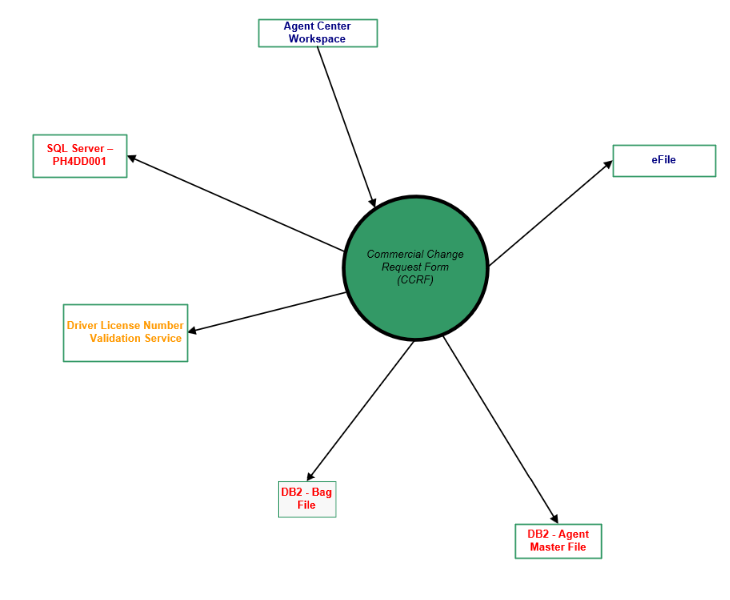 Agent Center
Workspace
SQL Server –
PH4DD001
eFile
Commercial Change
Request Form
(CCRF)
Driver License Number
Validation Service
DB2 - Bag
File
DB2 - Agent
Master File